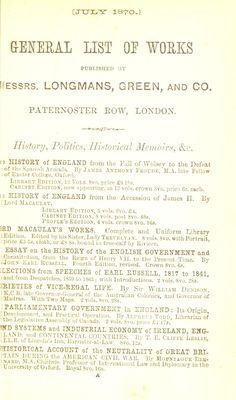 [JULY 1870.]
GENERAL LIST OF WORKS
PUBLISHED BY
MESSRS. LONGMANS, GREEN, AND CO.
PATERNOSTER ROW, LONDON.
History, Politics, Historical Memoirs, &c.
HISTORY of ENGLAND from the Fall of Wolsey to the Defeat
of the Spanish Armada. By JAMES ANTHONY FROUDE, M.A. late Fellow
of Exeter College, Oxford.
LIBRARY EDITION, 12 VOLS. 8vo. price
CABINET EDITION, now appearing, in 12 vols. crown 8vo. price 6s. each.
HISTORY of ENGLAND from the Accession of James II. By
LORD MACAULAY.
LIBRARY EDITION, 5 vols. 8vo. £4.
CABINET EDITION, 8 vols. post 8vo. 48s.
PEOPLE'S EDITION, 4 vols. crown 8vo. 16s.
LORD MACAULAY'S WORKS. Complete and Uniform Library
Edition. Edited by his Sister, Lady TREVELYAN. 8 vols. 8vo. with Portrait,
price £5 5s. cloth, or £8 8s. bound in tree-calf by Rivière.
ESSAY on the HISTORY of the ENGLISH GOVERNMENT and
Constitution, from the Reign of Henry VII. to the Present Time. By
JOHN EARL RUSSELL. Fourth Edition, revised. Crown 8vo. 6s.
SELECTIONS from SPEECHES of EARL RUSSELL, 1817 to 1841,
and from Despatches, 1859 to 1865; with Introductions. 2 vols. 8vo. 28s.
VARIETIES of VICE-REGAL LIFE. By Sir WILLIAM DENISON,
K.C.B. late Governor-General of the Australian Colonies, and Governor of
Madras. With Two Maps. 2 vols. 8vo. 28s.
PARLIAMENTARY GOVERNMENT in ENGLAND: Its Origin,
Development, and Practical Operation. By ALPHEUS TODD, Librarian of
the Legislative Assembly of Canada. 2 vols. 8vo. price £1 17s.
LAND SYSTEMS and INDUSTRIAL ECONOMY of IRELAND, ENG-
LAND, and CONTINENTAL COUNTRIES. By T. E. CLIFFE LESLIE,
LL.B. of Lincoln's Inn, Barrister-at-Law. 8vo. 12s.
HISTORICAL ACCOUNT of the NEUTRALITY of GREAT BRI-
TAIN DURING the AMERICAN CIVIL WAR. By MOUNTAGUE BER-
NARD, M.A. Chichele Professor of International Law and Diplomacy in the
University of Oxford. Royal 8vo. 16s.
A